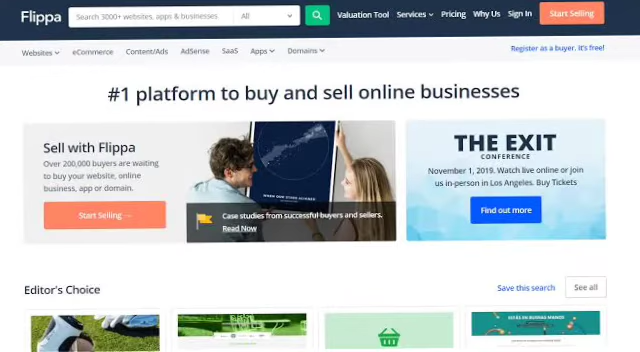 Flippa
Search 3000+ websites, apps & businesses
All
Valuation Tool
Services
Pricing
Why Us
Sign In
Start Selling
Websites
eCommerce
Content/Ads
AdSense
SaaS
Apps
Domains
Register as a buyer. It's free!
#1 platform to buy and sell online businesses
Sell with Flippa
Over 200,000 buyers are waiting
to buy your website, online
business, app or domain.
Start Selling →
Case studies from successful buyers and sellers.
Read Now
THE EXIT
CONFERENCE
November 1, 2019. Watch live online or join
us in-person in Los Angeles. Buy Tickets
Find out more
Editor's Choice
Save this search
See all